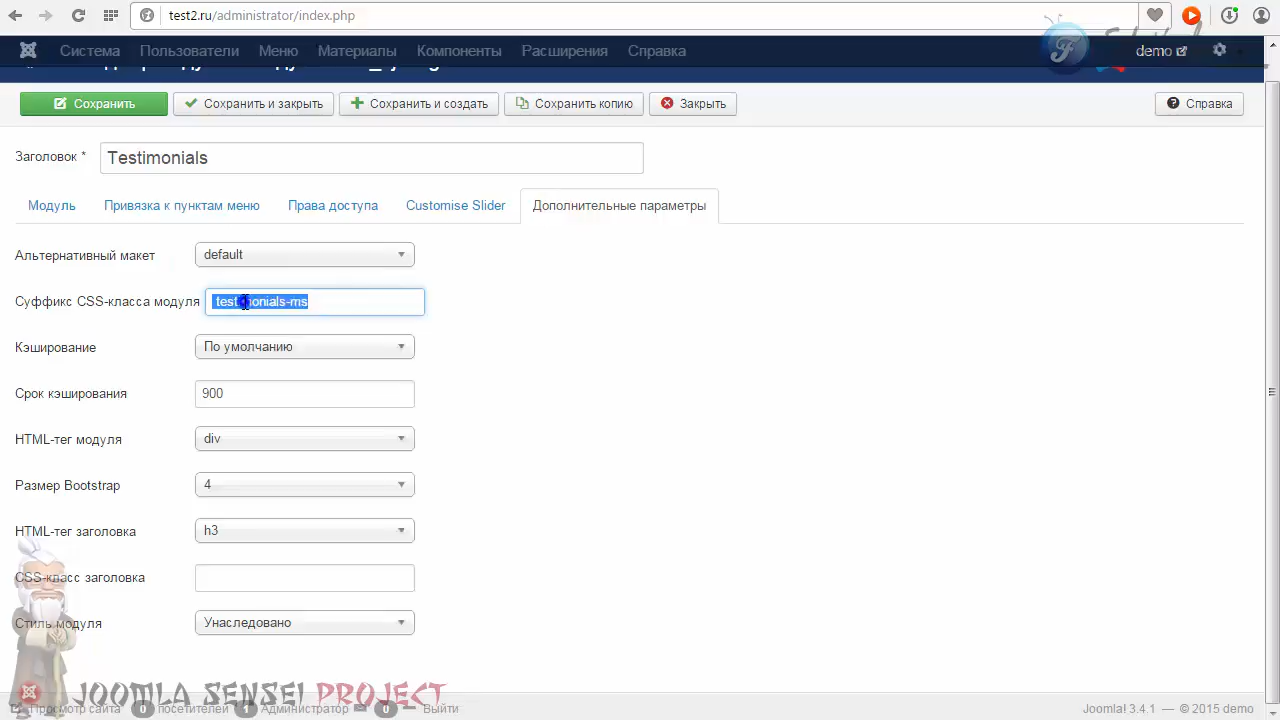 test2.ru/administrator/index.php
Система Пользователи Меню Материалы Компоненты Расширения Справка demo
Сохранить Сохранить и закрыть Сохранить и создать Сохранить копию Закрыть Справка
Заголовок * Testimonials
Модуль Привязка к пунктам меню Права доступа Customise Slider Дополнительные параметры
Альтернативный макет default
Суффикс CSS-класса модуля testimonials-ms
Кэширование По умолчанию
Срок кэширования 900
HTML-тег модуля div
Размер Bootstrap 4
HTML-тег заголовка h3
CSS-класс заголовка
Стиль модуля Унаследовано
JOOMLA SENSEI PROJECT
Просмотр сайта 0 посетителей 1 Администратор 0 Выйти Joomla! 3.4.1 — © 2015 demo